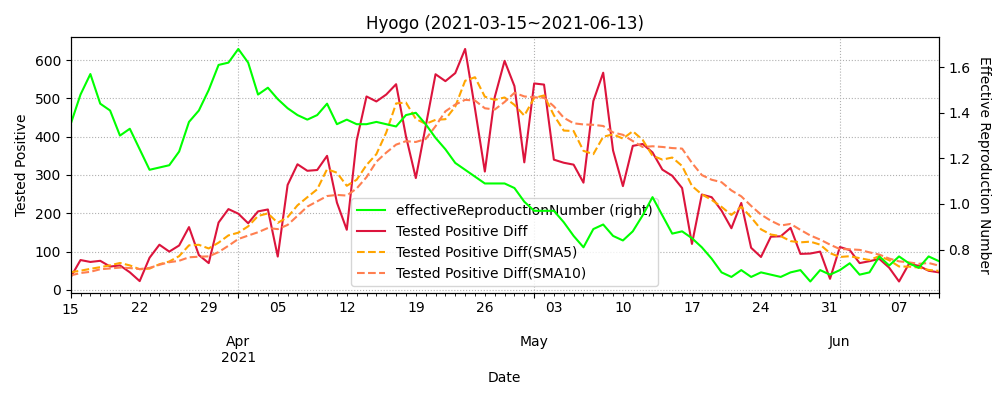 Hyogo (2021-03-15~2021-06-13)
Tested Positive
600
500
400
300
200
100
0
1.6
1.4
1.2
1.0
0.8
Effective Reproduction Number
effectiveReproductionNumber (right)
Tested Positive Diff
Tested Positive Diff(SMA5)
Tested Positive Diff(SMA10)
15 22 29 05 12 19 26 03 10 17 24 31 07
Apr May Jun
2021
Date